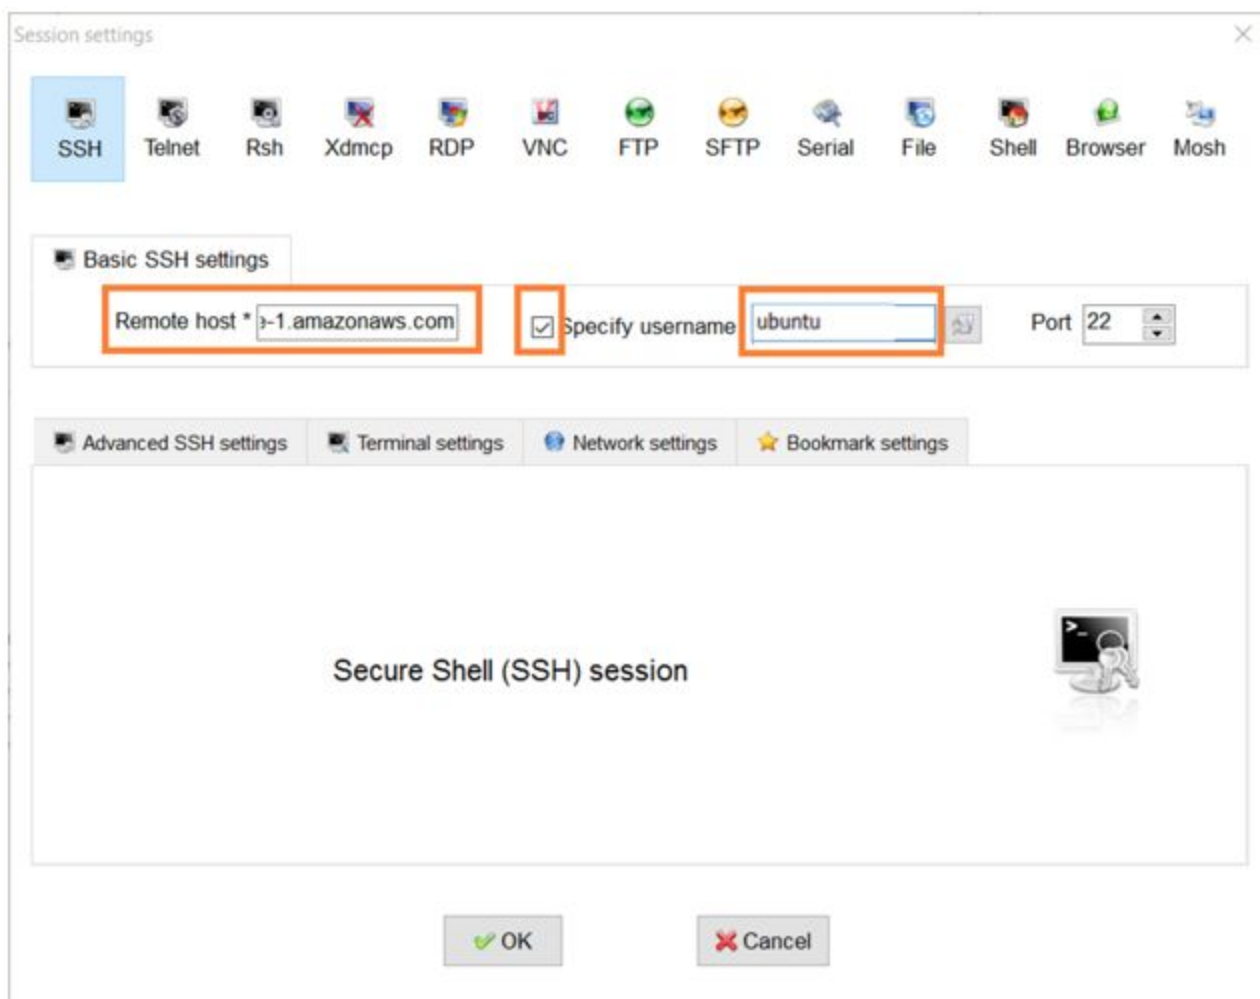 Session settings
SSH Telnet Rsh Xdmcp RDP VNC FTP SFTP Serial File Shell Browser Mosh
Basic SSH settings
Remote host * e-1.amazonaws.com Specify username ubuntu Port 22
Advanced SSH settings Terminal settings Network settings Bookmark settings
Secure Shell (SSH) session
OK Cancel